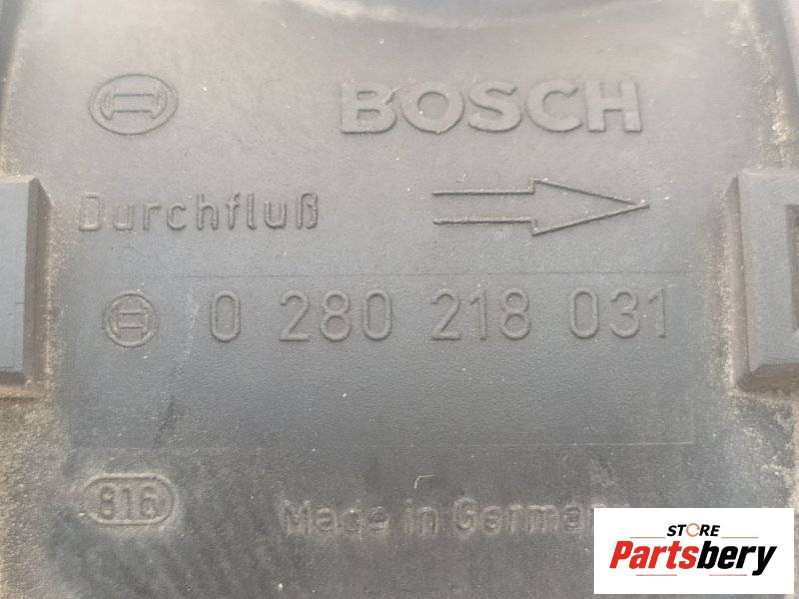 BOSCH
Durchfluß
0 280 218 031
816
Made in Germany
STORE
Partsbery